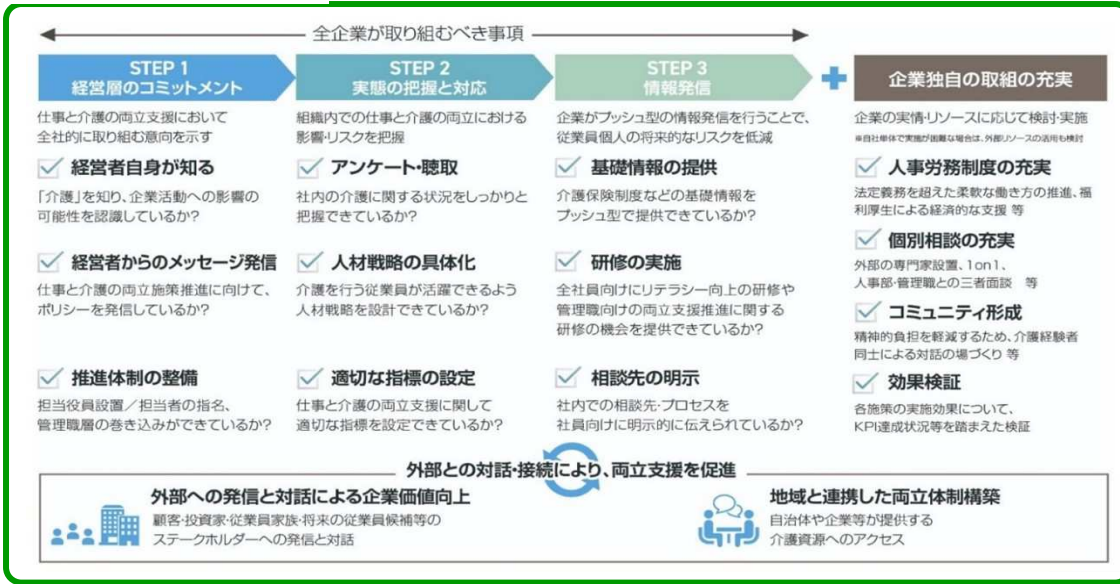 全企業が取り組むべき事項
STEP 1
経営層のコミットメント
仕事と介護の両立支援において
全社的に取り組む意向を示す
経営者自身が知る
「介護」を知り、企業活動への影響の
可能性を認識しているか?
経営者からのメッセージ発信
仕事と介護の両立施策推進に向けて、
ポリシーを発信しているか?
推進体制の整備
担当役員設置／担当者の指名、
管理職層の巻き込みができているか?
STEP 2
実態の把握と対応
組織内での仕事と介護の両立における
影響・リスクを把握
アンケート・聴取
社内の介護に関する状況をしっかりと
把握できているか?
人材戦略の具体化
介護を行う従業員が活躍できるよう
人材戦略を設計できているか?
適切な指標の設定
仕事と介護の両立支援に関して
適切な指標を設定できているか?
STEP 3
情報発信
企業がプッシュ型の情報発信を行うことで、
従業員個人の将来的なリスクを低減
基礎情報の提供
介護保険制度などの基礎情報を
プッシュ型で提供できているか?
研修の実施
全社員向けにリテラシー向上の研修や
管理職向けの両立支援推進に関する
研修の機会を提供できているか?
相談先の明示
社内での相談先・プロセスを
社員向けに明示的に伝えられているか?
企業独自の取組の充実
企業の実情・リソースに応じて検討・実施
※自社単体で実施が困難な場合は、外部リソースの活用も検討
人事労務制度の充実
法定義務を超えた柔軟な働き方の推進、福
利厚生による経済的な支援 等
個別相談の充実
外部の専門家設置、1on1、
人事部・管理職との三者面談 等
コミュニティ形成
精神的負担を軽減するため、介護経験者
同士による対話の場づくり 等
効果検証
各施策の実施効果について、
KPI達成状況等を踏まえた検証
外部との対話・接続により、両立支援を促進
外部への発信と対話による企業価値向上
顧客・投資家・従業員家族・将来の従業員候補等の
ステークホルダーへの発信と対話
地域と連携した両立体制構築
自治体や企業等が提供する
介護資源へのアクセス